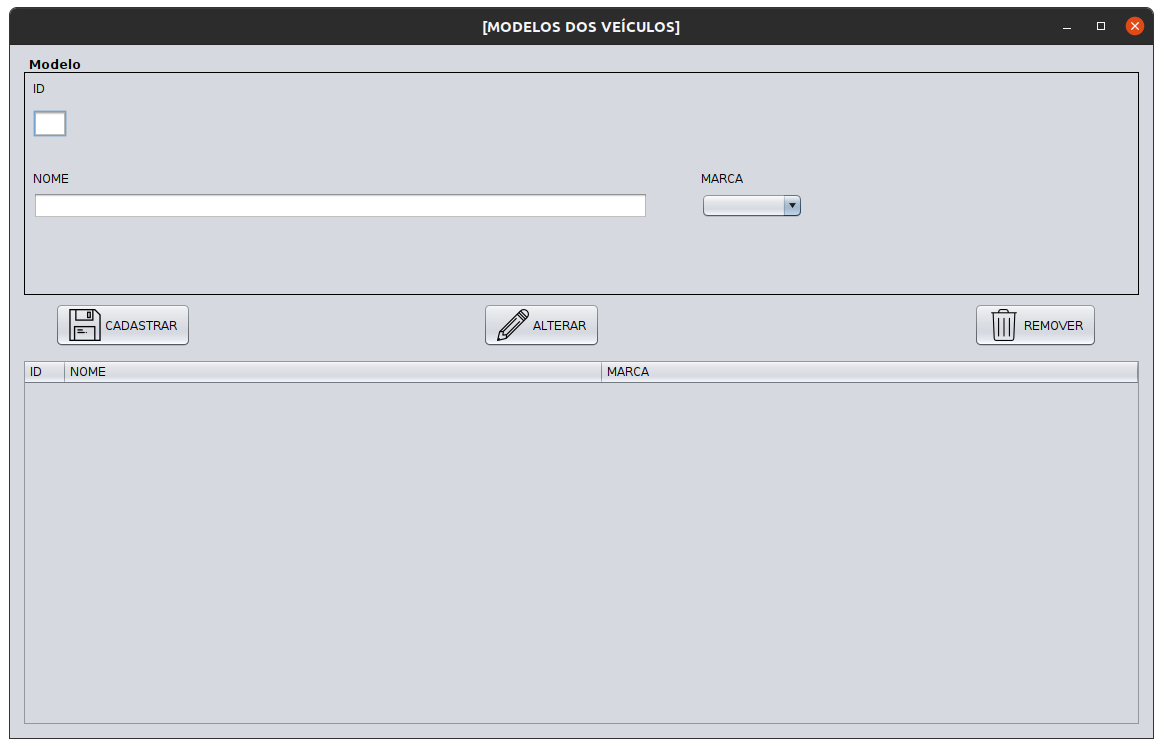 [MODELOS DOS VEÍCULOS]
Modelo
ID
NOME MARCA
CADASTRAR ALTERAR REMOVER
ID NOME MARCA